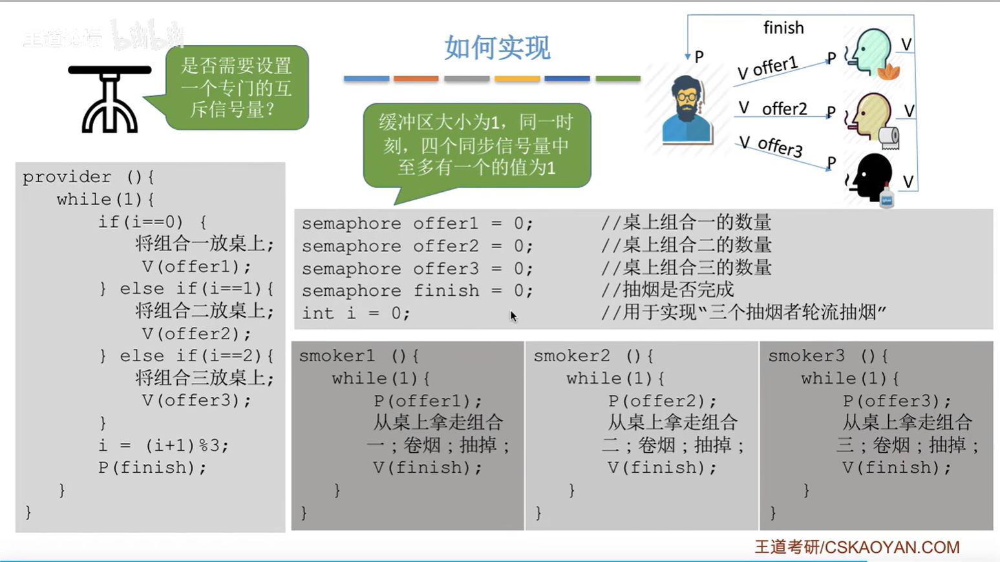 王道论坛 bilibili
如何实现
是否需要设置
一个专门的互
斥信号量？
缓冲区大小为1，同一时
刻，四个同步信号量中
至多有一个的值为1
finish
P
V offer1 P V
V offer2 P V
V offer3 P V
glue
provider (){
while(1){
if(i==0) {
将组合一放桌上;
V(offer1);
} else if(i==1){
将组合二放桌上;
V(offer2);
} else if(i==2){
将组合三放桌上;
V(offer3);
}
i = (i+1)%3;
P(finish);
}
}
semaphore offer1 = 0; //桌上组合一的数量
semaphore offer2 = 0; //桌上组合二的数量
semaphore offer3 = 0; //桌上组合三的数量
semaphore finish = 0; //抽烟是否完成
int i = 0; //用于实现“三个抽烟者轮流抽烟”
smoker1 (){
while(1){
P(offer1);
从桌上拿走组合
一；卷烟；抽掉；
V(finish);
}
}
smoker2 (){
while(1){
P(offer2);
从桌上拿走组合
二；卷烟；抽掉；
V(finish);
}
}
smoker3 (){
while(1){
P(offer3);
从桌上拿走组合
三；卷烟；抽掉；
V(finish);
}
}
王道考研/CSKAOYAN.COM